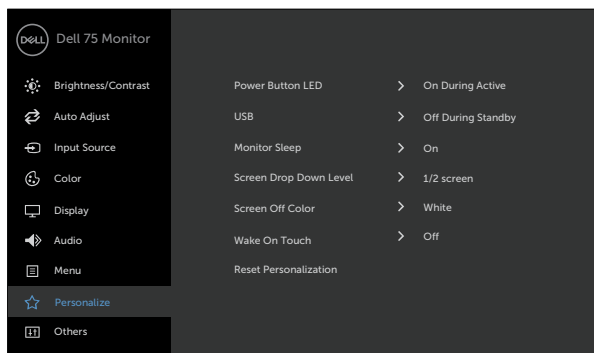 DELL Dell 75 Monitor
Brightness/Contrast
Auto Adjust
Input Source
Color
Display
Audio
Menu
Personalize
Others
Power Button LED > On During Active
USB > Off During Standby
Monitor Sleep > On
Screen Drop Down Level > 1/2 screen
Screen Off Color > White
Wake On Touch > Off
Reset Personalization